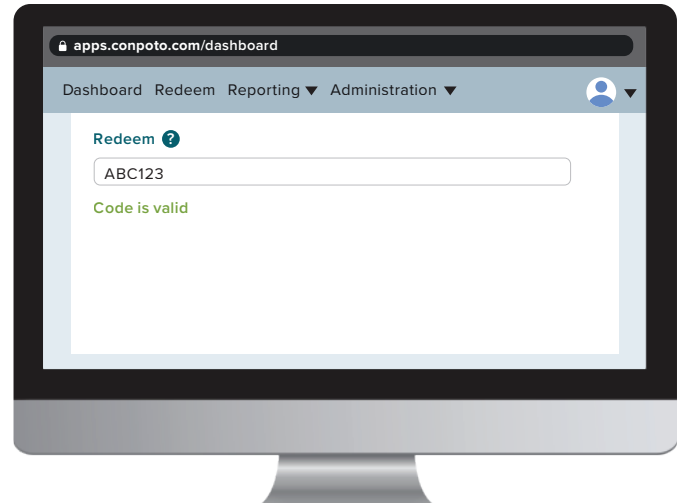 apps.conpoto.com/dashboard
Dashboard Redeem Reporting ▼ Administration ▼
Redeem ?
ABC123
Code is valid